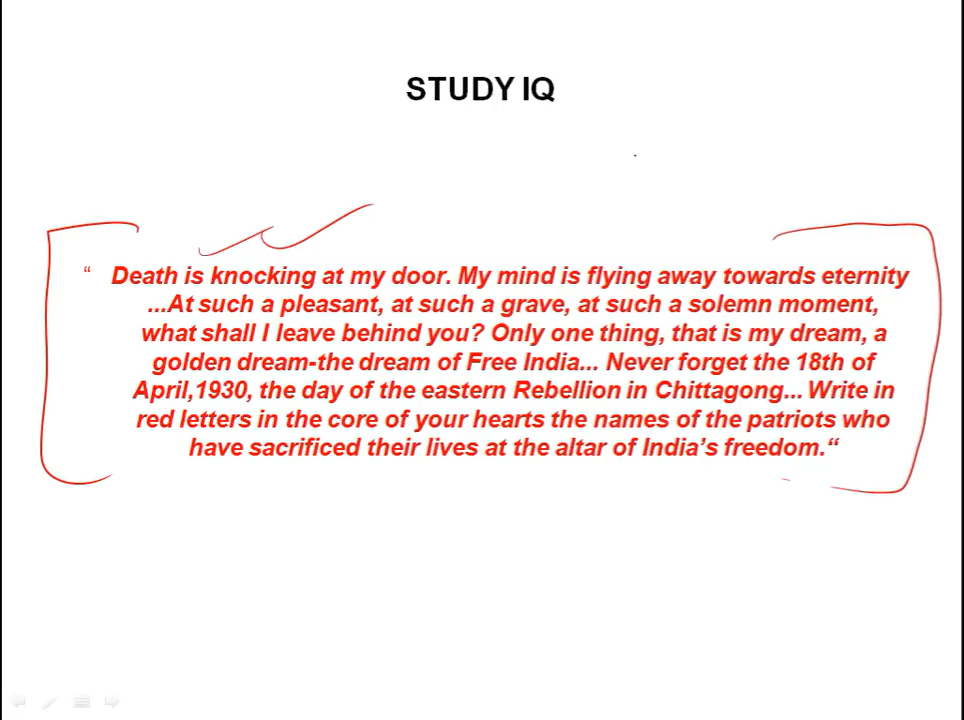 STUDY IQ
“ Death is knocking at my door. My mind is flying away towards eternity
...At such a pleasant, at such a grave, at such a solemn moment,
what shall I leave behind you? Only one thing, that is my dream, a
golden dream-the dream of Free India... Never forget the 18th of
April,1930, the day of the eastern Rebellion in Chittagong... Write in
red letters in the core of your hearts the names of the patriots who
have sacrificed their lives at the altar of India’s freedom.“